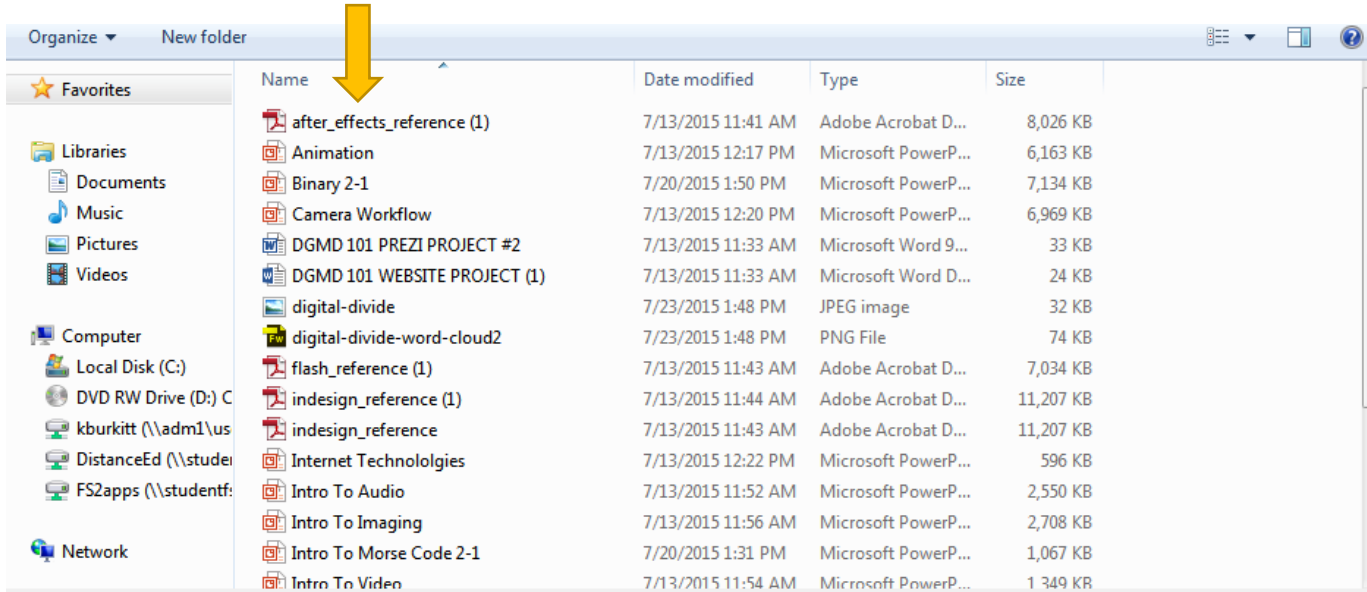 Organize New folder
Name Date modified Type Size
Favorites
Libraries
Documents
Music
Pictures
Videos
Computer
Local Disk (C:)
DVD RW Drive (D:) C
kburkitt (\\adm1\us
DistanceEd (\\studer
FS2apps (\\studentf:
Network
after_effects_reference (1) 7/13/2015 11:41 AM Adobe Acrobat D... 8,026 KB
Animation 7/13/2015 12:17 PM Microsoft PowerP... 6,163 KB
Binary 2-1 7/20/2015 1:50 PM Microsoft PowerP... 7,134 KB
Camera Workflow 7/13/2015 12:20 PM Microsoft PowerP... 6,969 KB
DGMD 101 PREZI PROJECT #2 7/13/2015 11:33 AM Microsoft Word 9... 33 KB
DGMD 101 WEBSITE PROJECT (1) 7/13/2015 11:33 AM Microsoft Word D... 24 KB
digital-divide 7/23/2015 1:48 PM JPEG image 32 KB
digital-divide-word-cloud2 7/23/2015 1:48 PM PNG File 74 KB
flash_reference (1) 7/13/2015 11:43 AM Adobe Acrobat D... 7,034 KB
indesign_reference (1) 7/13/2015 11:44 AM Adobe Acrobat D... 11,207 KB
indesign_reference 7/13/2015 11:43 AM Adobe Acrobat D... 11,207 KB
Internet Technololgies 7/13/2015 12:22 PM Microsoft PowerP... 596 KB
Intro To Audio 7/13/2015 11:52 AM Microsoft PowerP... 2,550 KB
Intro To Imaging 7/13/2015 11:56 AM Microsoft PowerP... 2,708 KB
Intro To Morse Code 2-1 7/20/2015 1:31 PM Microsoft PowerP... 1,067 KB
Intro To Video 7/13/2015 11:54 AM Microsoft PowerP... 1,349 KB